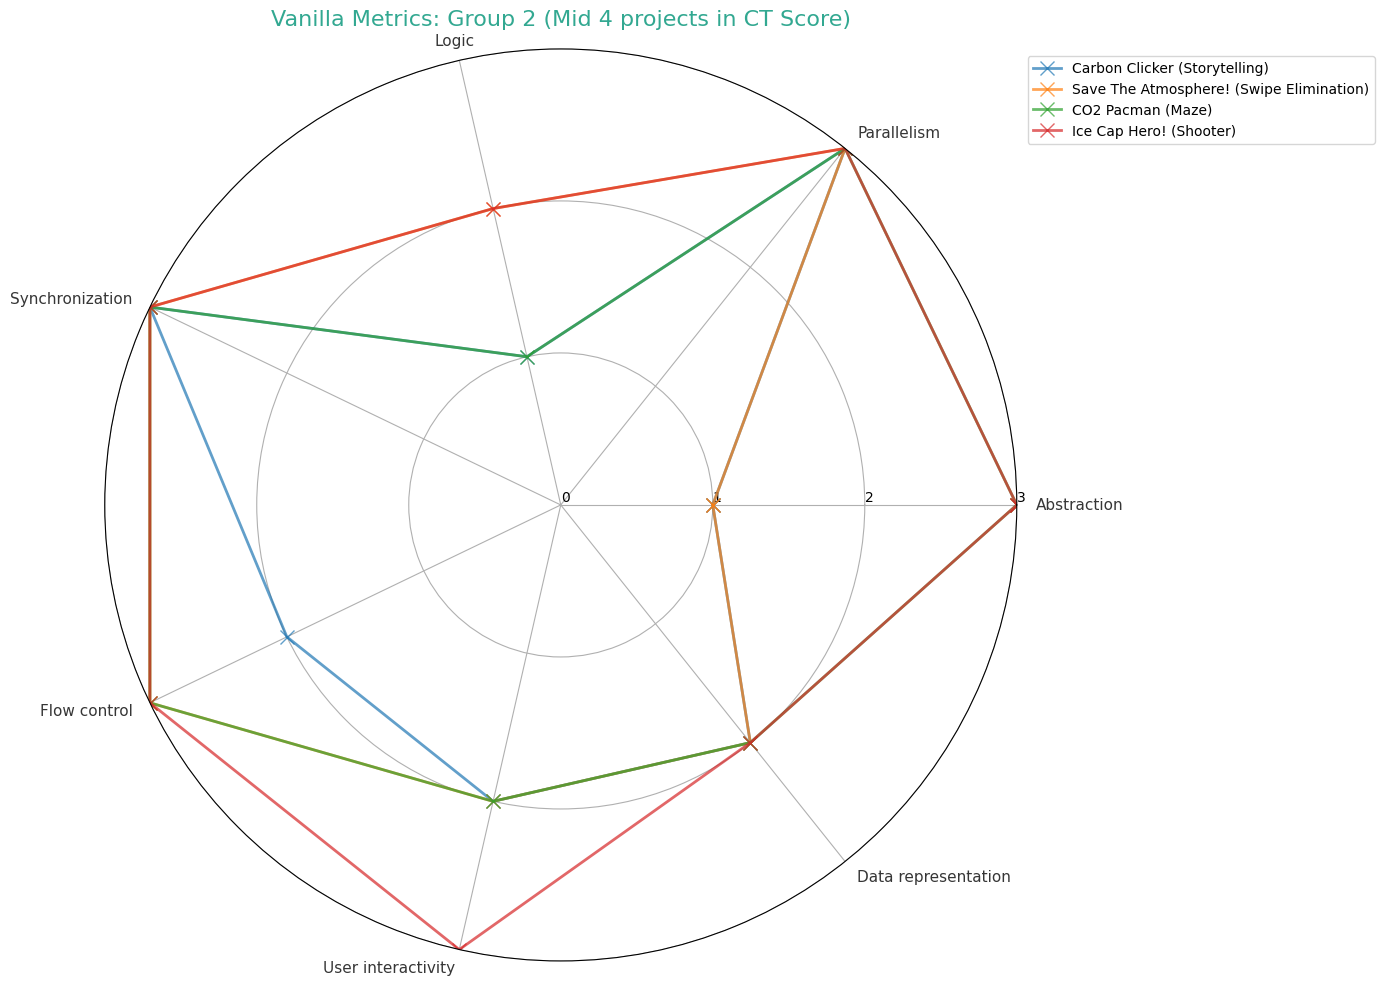 Vanilla Metrics: Group 2 (Mid 4 projects in CT Score)
Carbon Clicker (Storytelling)
Save The Atmosphere! (Swipe Elimination)
CO2 Pacman (Maze)
Ice Cap Hero! (Shooter)
Logic
Parallelism
Synchronization
0
1
2
3
Abstraction
Flow control
Data representation
User interactivity